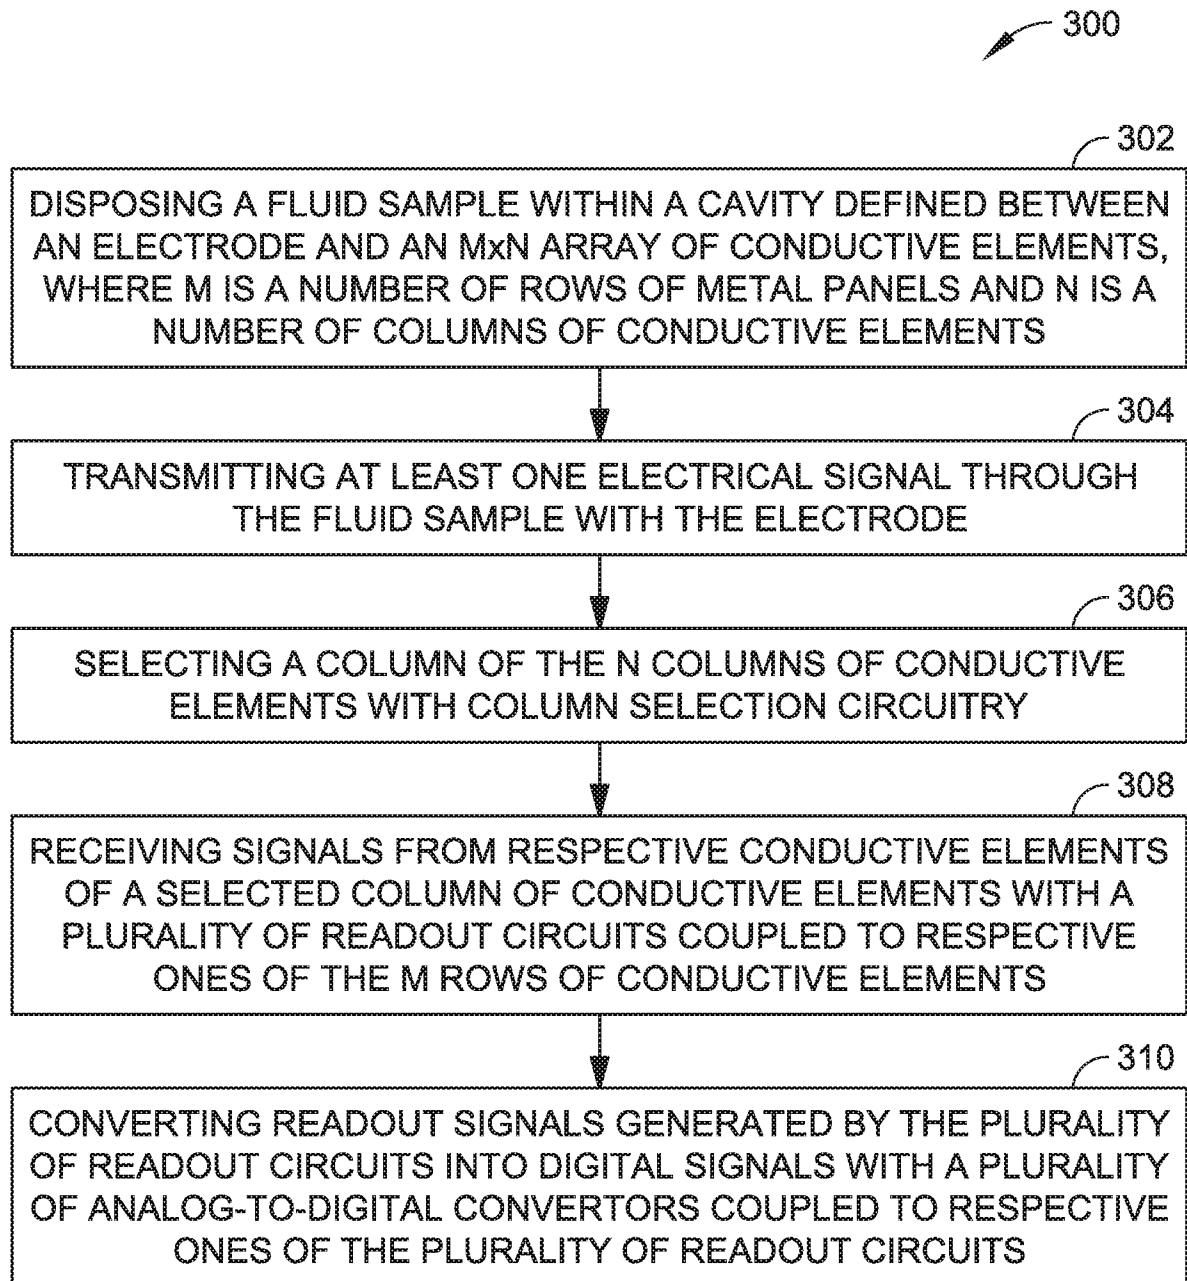 300
302
DISPOSING A FLUID SAMPLE WITHIN A CAVITY DEFINED BETWEEN
AN ELECTRODE AND AN MxN ARRAY OF CONDUCTIVE ELEMENTS,
WHERE M IS A NUMBER OF ROWS OF METAL PANELS AND N IS A
NUMBER OF COLUMNS OF CONDUCTIVE ELEMENTS
304
TRANSMITTING AT LEAST ONE ELECTRICAL SIGNAL THROUGH
THE FLUID SAMPLE WITH THE ELECTRODE
306
SELECTING A COLUMN OF THE N COLUMNS OF CONDUCTIVE
ELEMENTS WITH COLUMN SELECTION CIRCUITRY
308
RECEIVING SIGNALS FROM RESPECTIVE CONDUCTIVE ELEMENTS
OF A SELECTED COLUMN OF CONDUCTIVE ELEMENTS WITH A
PLURALITY OF READOUT CIRCUITS COUPLED TO RESPECTIVE
ONES OF THE M ROWS OF CONDUCTIVE ELEMENTS
310
CONVERTING READOUT SIGNALS GENERATED BY THE PLURALITY
OF READOUT CIRCUITS INTO DIGITAL SIGNALS WITH A PLURALITY
OF ANALOG-TO-DIGITAL CONVERTORS COUPLED TO RESPECTIVE
ONES OF THE PLURALITY OF READOUT CIRCUITS